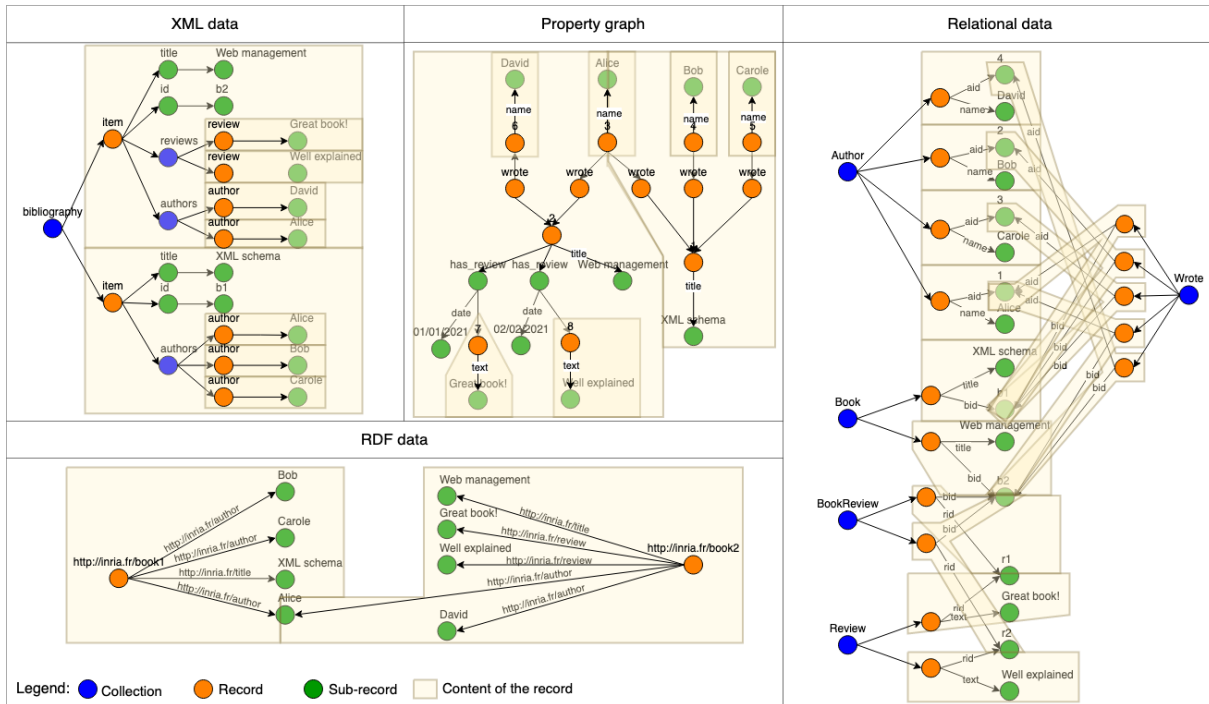 XML data
Property graph
Relational data
title
Web management
id
b2
item
review
Great book!
reviews
review
Well explained
author
David
authors
author
Alice
bibliography
title
XML schema
item
id
b1
author
Alice
authors
author
Bob
author
Carole
David
Alice
Bob
Carole
name
name
name
name
6
3
4
5
wrote
wrote
wrote
wrote
wrote
2
title
has_review
has_review
Web management
title
date
date
01/01/2021
7
02/02/2021
8
XML schema
text
text
Great book!
Well explained
4
aid
David
name
2
aid
Author
aid
Bob
name
aid
3
aid
Carole
name
aid
1
aid
aid
Alice
name
Wrote
bid
bid
bid
bid
XML schema
title
Book
bid
b1
Web management
title
bid
b2
BookReview
bid
rid
bid
rid
r1
Great book!
rid
text
Review
r2
rid
Well explained
text
RDF data
Bob
http://inria.fr/author
Carole
http://inria.fr/author
http://inria.fr/book1
XML schema
http://inria.fr/title
Alice
http://inria.fr/author
Web management
http://inria.fr/title
Great book!
http://inria.fr/review
Well explained
http://inria.fr/book2
http://inria.fr/review
http://inria.fr/author
David
http://inria.fr/author
Legend:
Collection
Record
Sub-record
Content of the record